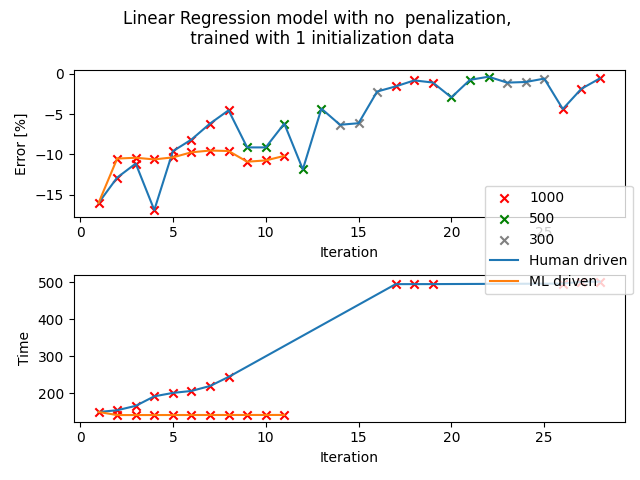 Linear Regression model with no  penalization,
trained with 1 initialization data
0
−5
−10
−15
Error [%]
0 5 10 15 20 25
Iteration
1000
500
300
Human driven
ML driven
500
400
300
200
Time
0 5 10 15 20 25
Iteration